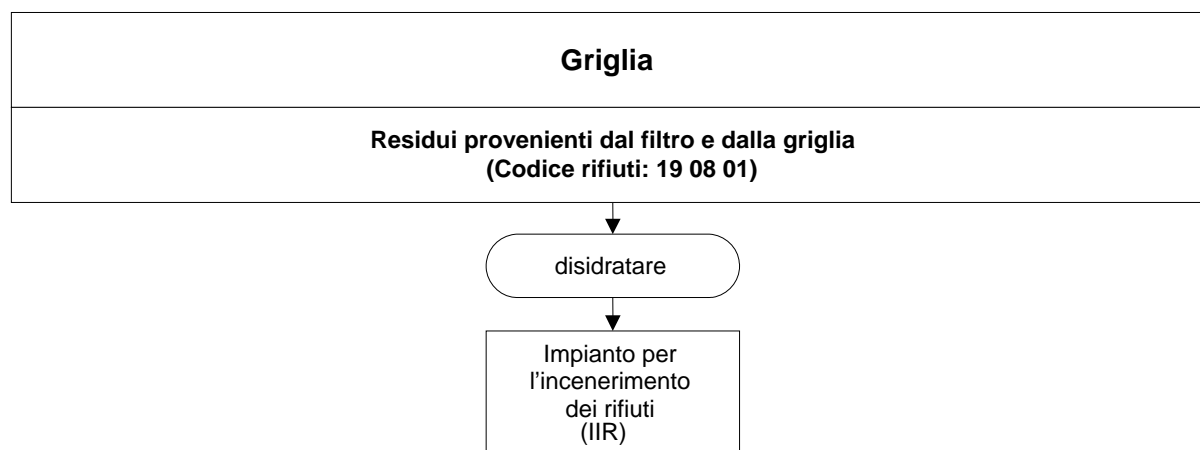 Griglia
Residui provenienti dal filtro e dalla griglia
(Codice rifiuti: 19 08 01)
disidratare
Impianto per
l'incenerimento
dei rifiuti
(IIR)